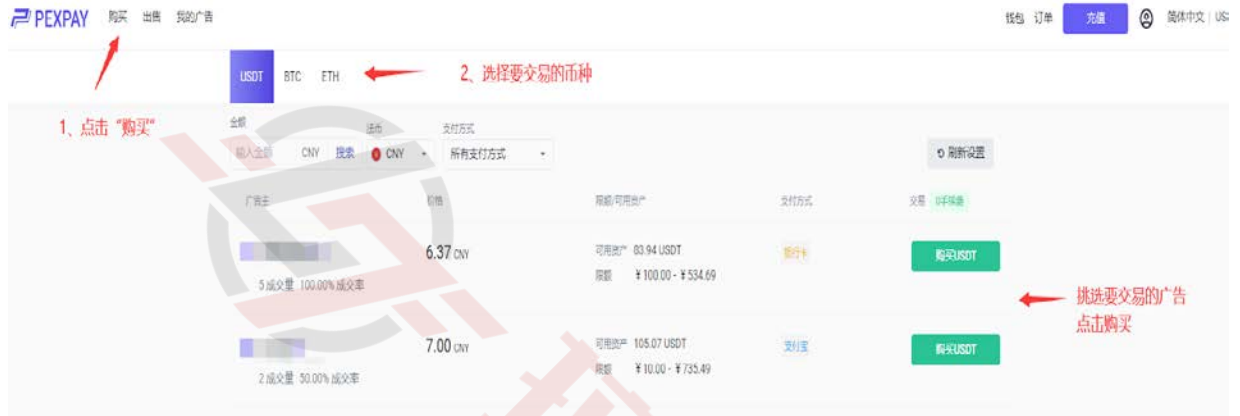 PEXPAY 购买 出售 我的广告 钱包 订单 充值 简体中文 | US
USDT BTC ETH 2、选择要交易的币种
1、点击“购买”
金额 法币 支付方式
输入金额 CNY 搜索 CNY 所有支付方式 刷新设置
广告主 价格 限额/可用资产 支付方式 交易 0手续费
6.37 CNY 可用资产 83.94 USDT 银行卡 购买USDT
5 成交量 100.00% 成交率 限额 ¥ 100.00 - ¥ 534.69
挑选要交易的广告
点击购买
7.00 CNY 可用资产 105.07 USDT 支付宝 购买USDT
2 成交量 50.00% 成交率 限额 ¥ 10.00 - ¥ 735.49